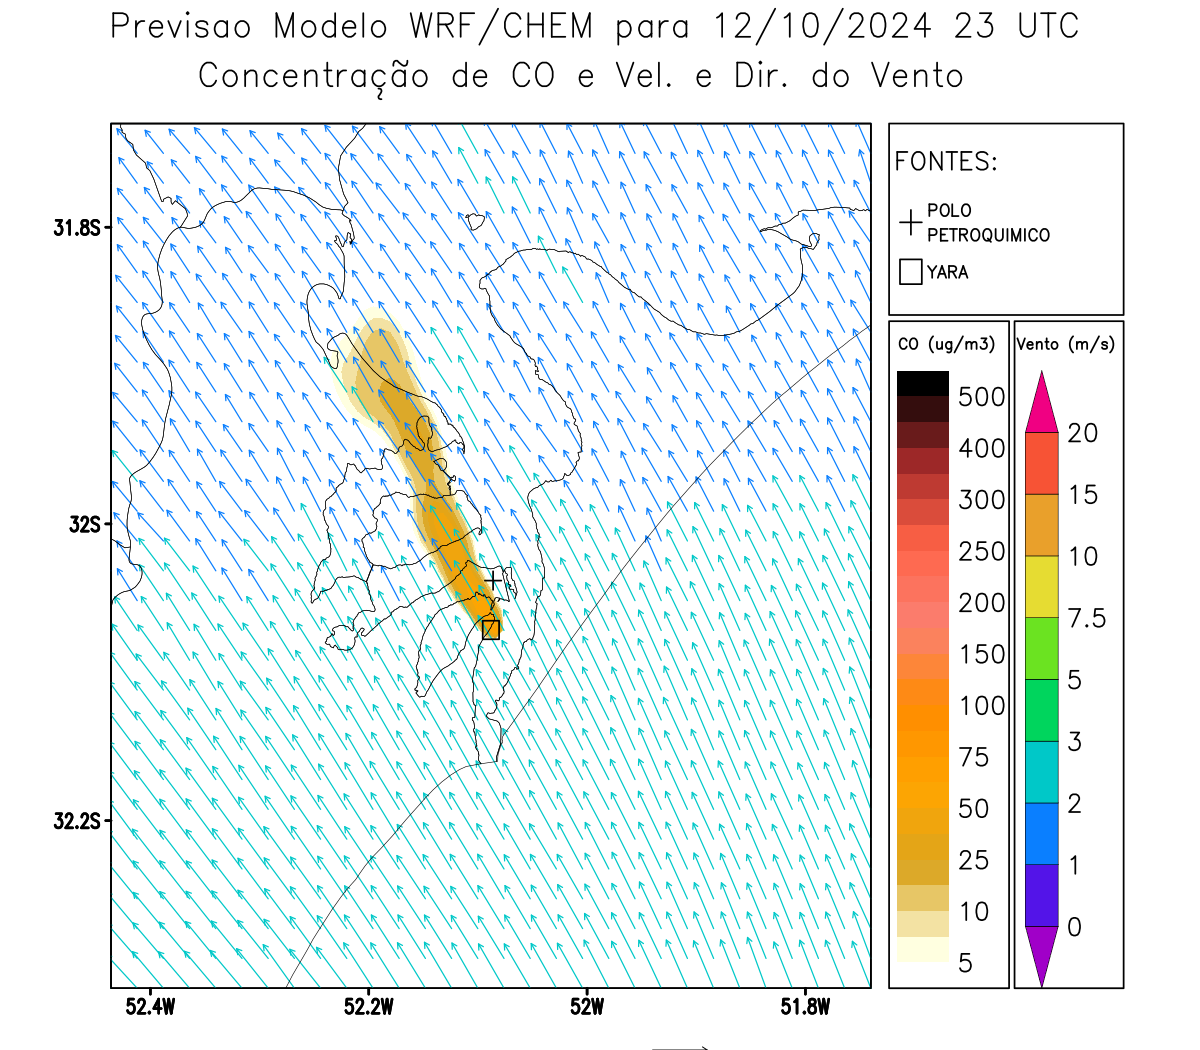 Previsao Modelo WRF/CHEM para 12/10/2024 23 UTC
Concentração de CO e Vel. e Dir. do Vento
FONTES:
POLO
PETROQUIMICO
YARA
CO (ug/m3)
500
400
300
250
200
150
100
75
50
25
10
5
Vento (m/s)
20
15
10
7.5
5
3
2
1
0
31.8S
32S
32.2S
52.4W
52.2W
52W
51.8W